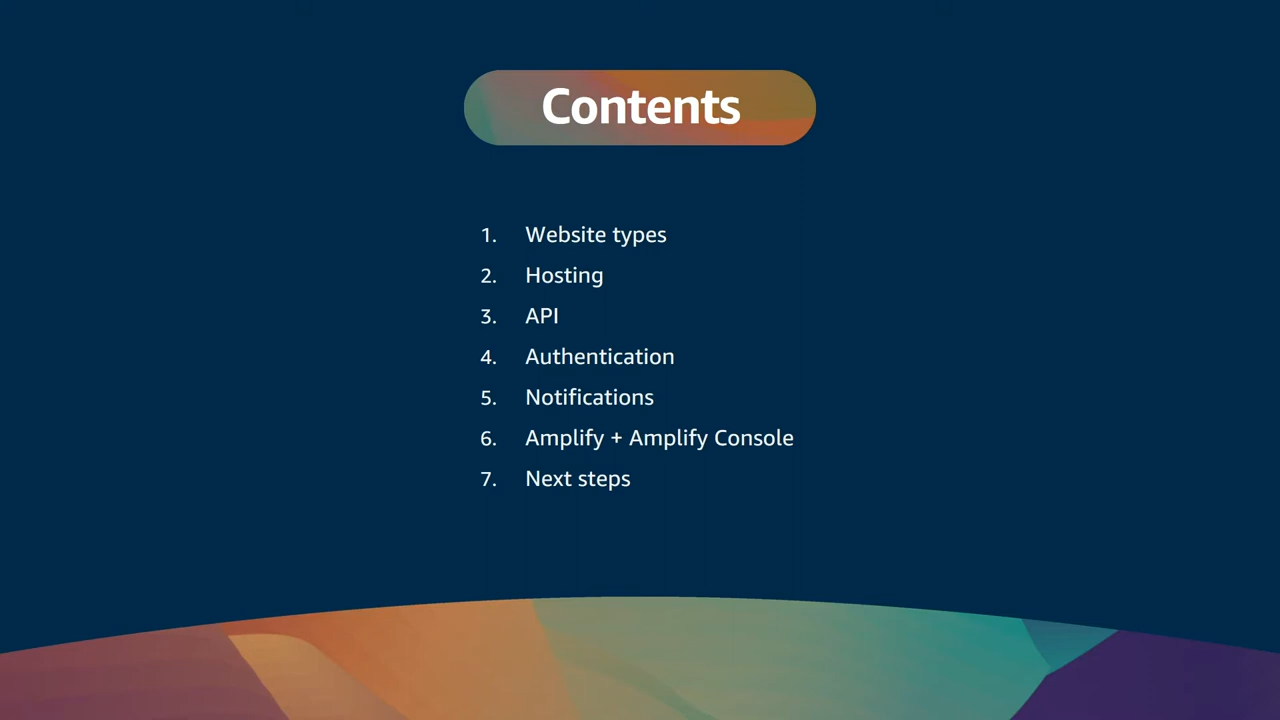 Contents
1. Website types
2. Hosting
3. API
4. Authentication
5. Notifications
6. Amplify + Amplify Console
7. Next steps